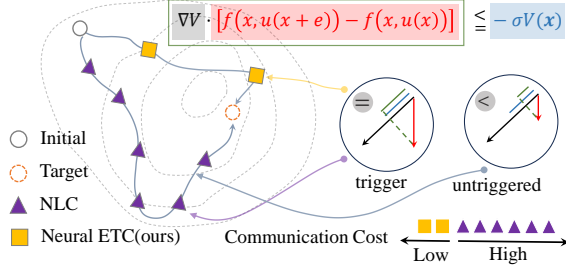 ∇V · [f(x, u(x + e)) − f(x, u(x))] ≦ − σV(x)
= <
Initial
Target
trigger untriggered
NLC
Neural ETC(ours) Communication Cost
Low High